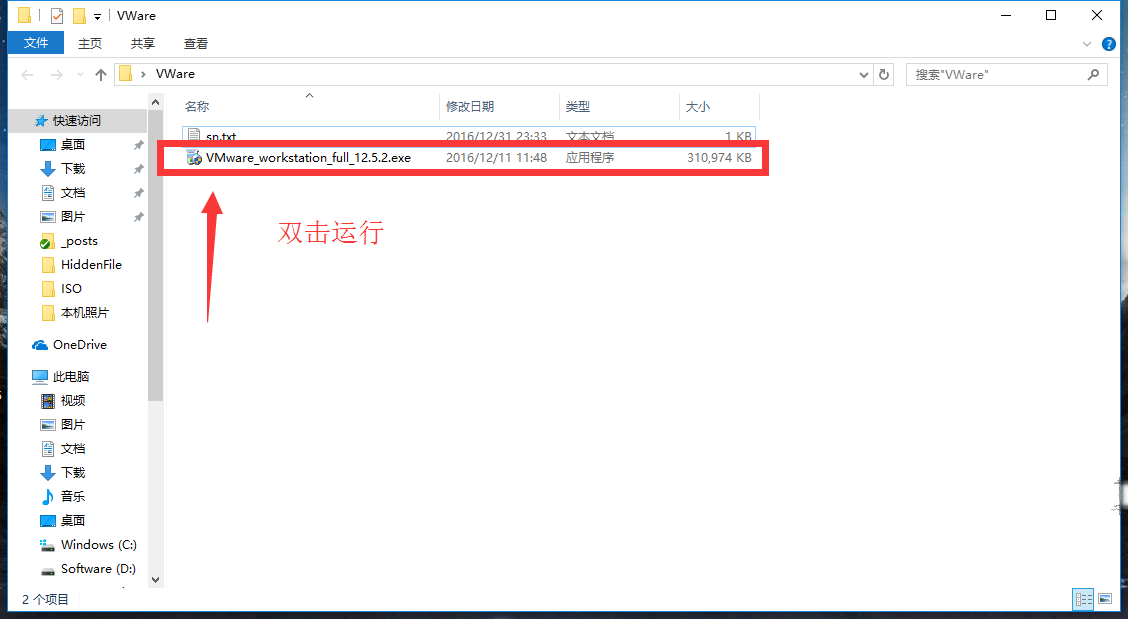 VWare
文件 主页 共享 查看
VWare
搜索"VWare"
名称 修改日期 类型 大小
sn.txt 2016/12/31 23:33 文本文档 1 KB
VMware_workstation_full_12.5.2.exe 2016/12/11 11:48 应用程序 310,974 KB
双击运行
快速访问
桌面
下载
文档
图片
_posts
HiddenFile
ISO
本机照片
OneDrive
此电脑
视频
图片
文档
下载
音乐
桌面
Windows (C:)
Software (D:)
2 个项目